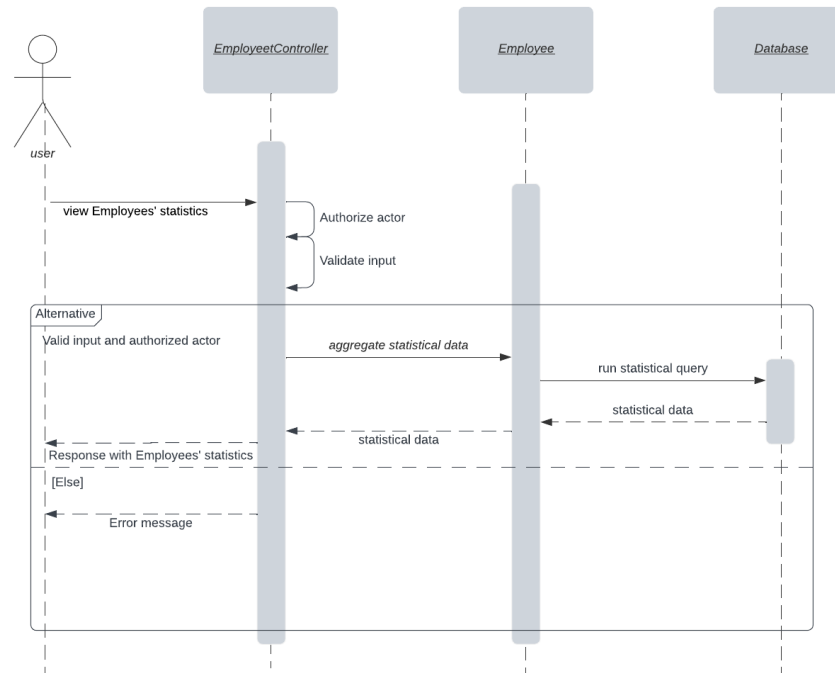 EmployeetController
Employee
Database
user
view Employees' statistics
Authorize actor
Validate input
Alternative
Valid input and authorized actor
aggregate statistical data
run statistical query
statistical data
statistical data
Response with Employees' statistics
[Else]
Error message